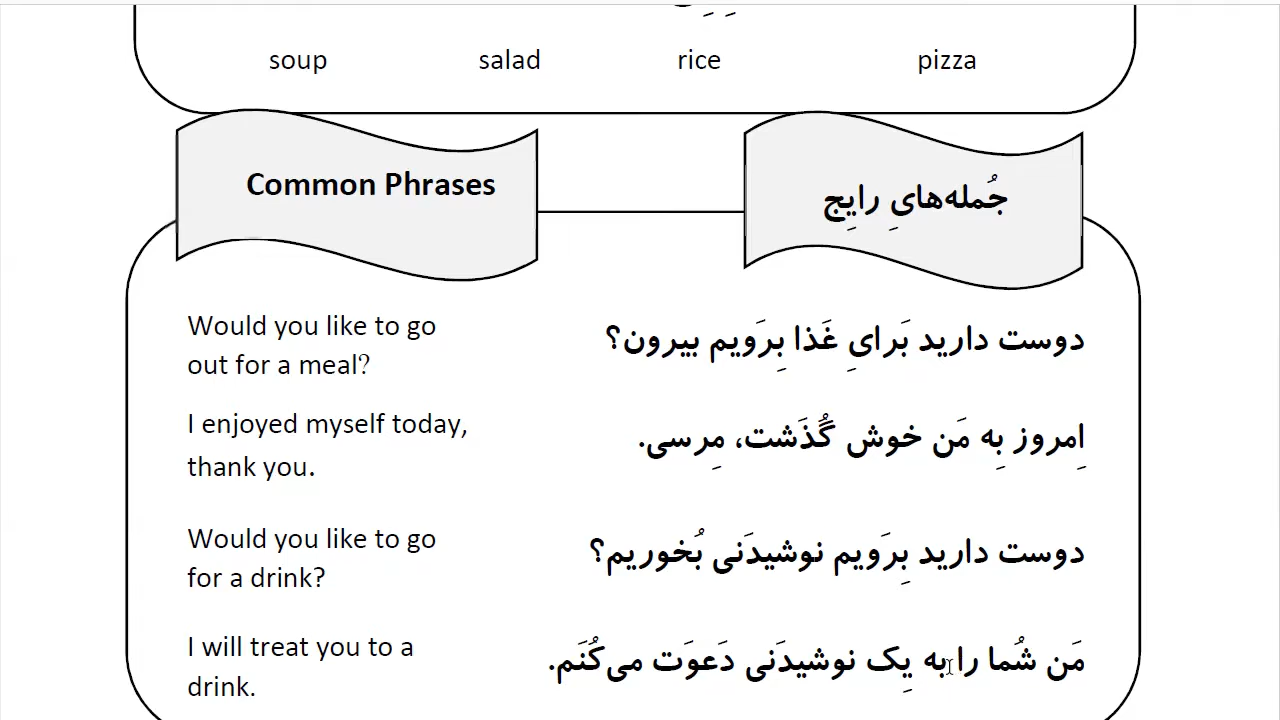 soup salad rice pizza
Common Phrases
جُمله‌هایِ رایِج
Would you like to go
out for a meal?
دوست دارید بَرایِ غَذا بِرَویم بیرون؟
I enjoyed myself today,
thank you.
اِمروز بِه مَن خوش گُذَشت، مِرسی.
Would you like to go
for a drink?
دوست دارید بِرَویم نوشیدَنی بُخوریم؟
I will treat you to a
drink.
مَن شُما را به یِک نوشیدَنی دَعوَت می‌کُنَم.